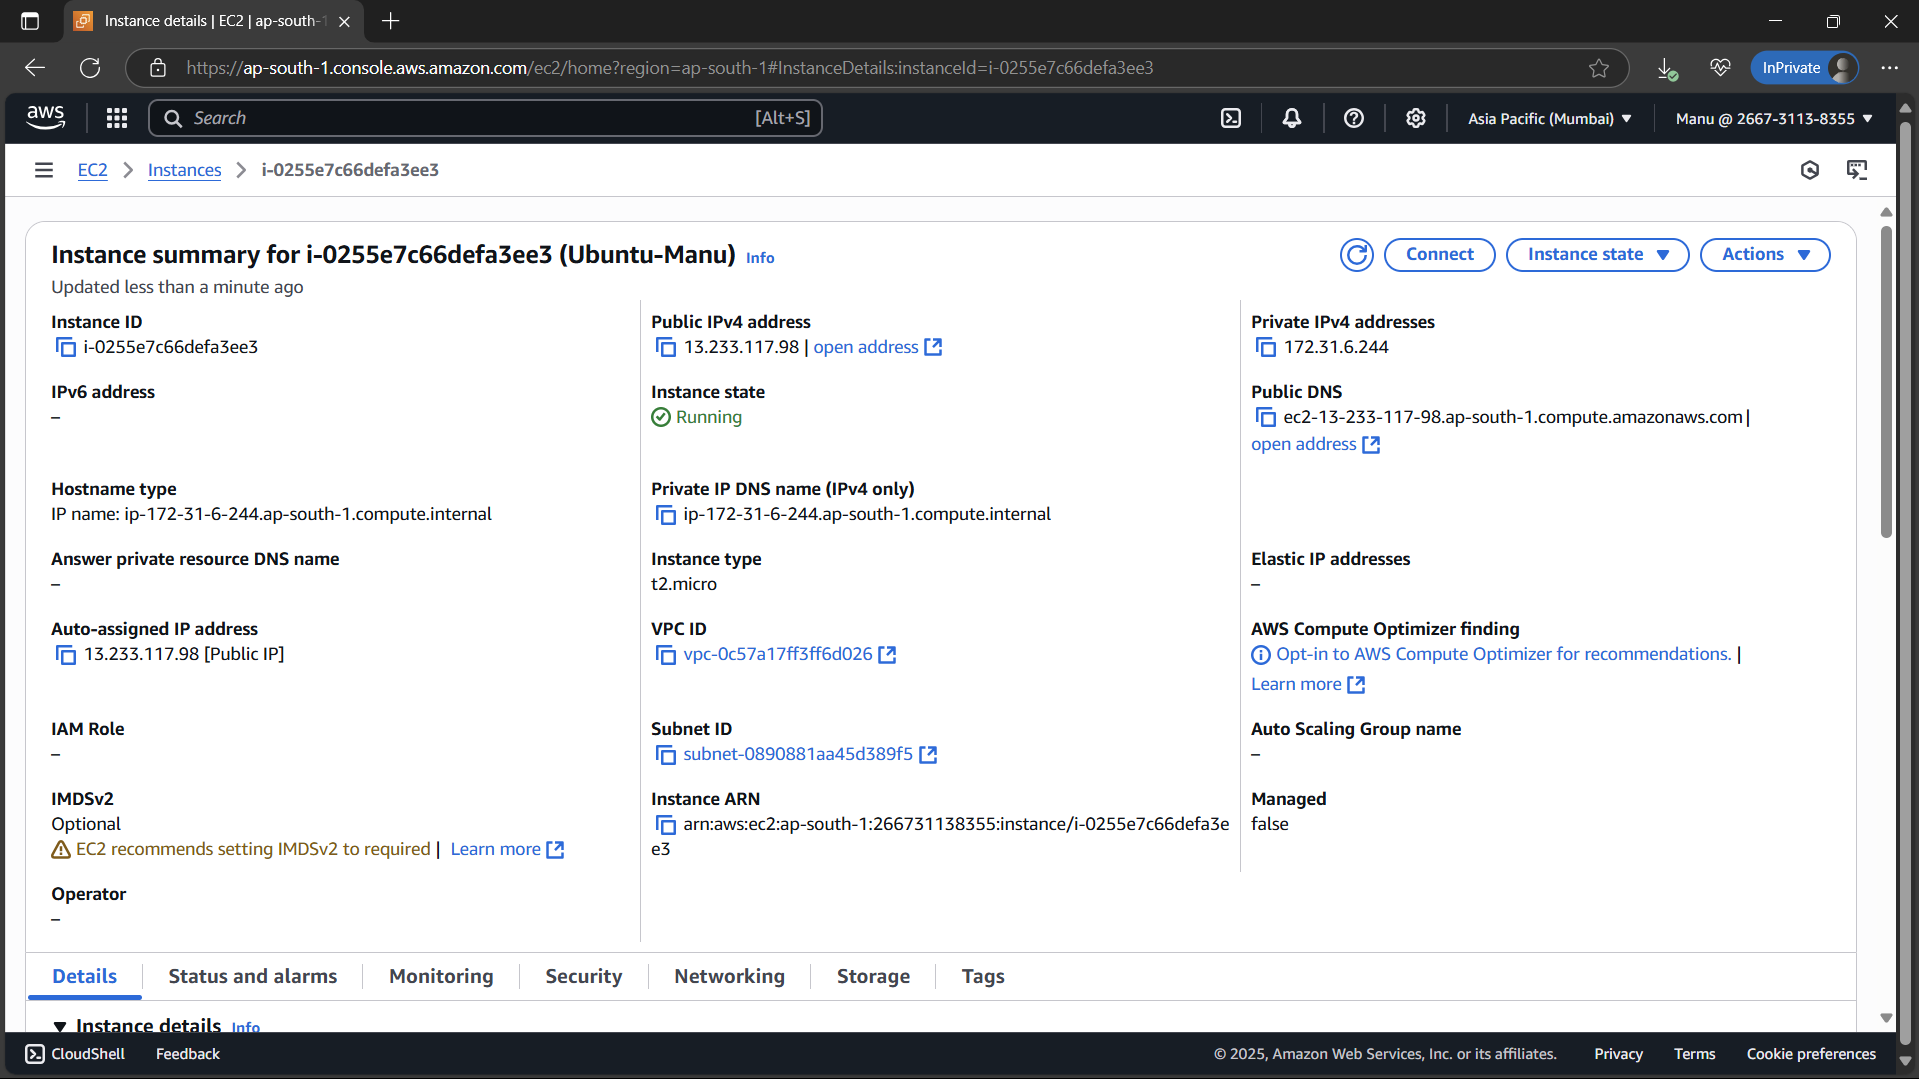 Instance details | EC2 | ap-south-1
https://ap-south-1.console.aws.amazon.com/ec2/home?region=ap-south-1#InstanceDetails:instanceId=i-0255e7c66defa3ee3
InPrivate
aws
Search
[Alt+S]
Asia Pacific (Mumbai)
Manu @ 2667-3113-8355
EC2 > Instances > i-0255e7c66defa3ee3
Instance summary for i-0255e7c66defa3ee3 (Ubuntu-Manu) Info
Connect
Instance state
Actions
Updated less than a minute ago
Instance ID
i-0255e7c66defa3ee3
Public IPv4 address
13.233.117.98 | open address
Private IPv4 addresses
172.31.6.244
IPv6 address
–
Instance state
Running
Public DNS
ec2-13-233-117-98.ap-south-1.compute.amazonaws.com |
open address
Hostname type
IP name: ip-172-31-6-244.ap-south-1.compute.internal
Private IP DNS name (IPv4 only)
ip-172-31-6-244.ap-south-1.compute.internal
Answer private resource DNS name
–
Instance type
t2.micro
Elastic IP addresses
–
Auto-assigned IP address
13.233.117.98 [Public IP]
VPC ID
vpc-0c57a17ff3ff6d026
AWS Compute Optimizer finding
Opt-in to AWS Compute Optimizer for recommendations. |
Learn more
IAM Role
–
Subnet ID
subnet-0890881aa45d389f5
Auto Scaling Group name
–
IMDSv2
Optional
EC2 recommends setting IMDSv2 to required | Learn more
Instance ARN
arn:aws:ec2:ap-south-1:266731138355:instance/i-0255e7c66defa3e
e3
Managed
false
Operator
–
Details
Status and alarms
Monitoring
Security
Networking
Storage
Tags
Instance details Info
CloudShell
Feedback
© 2025, Amazon Web Services, Inc. or its affiliates.
Privacy
Terms
Cookie preferences